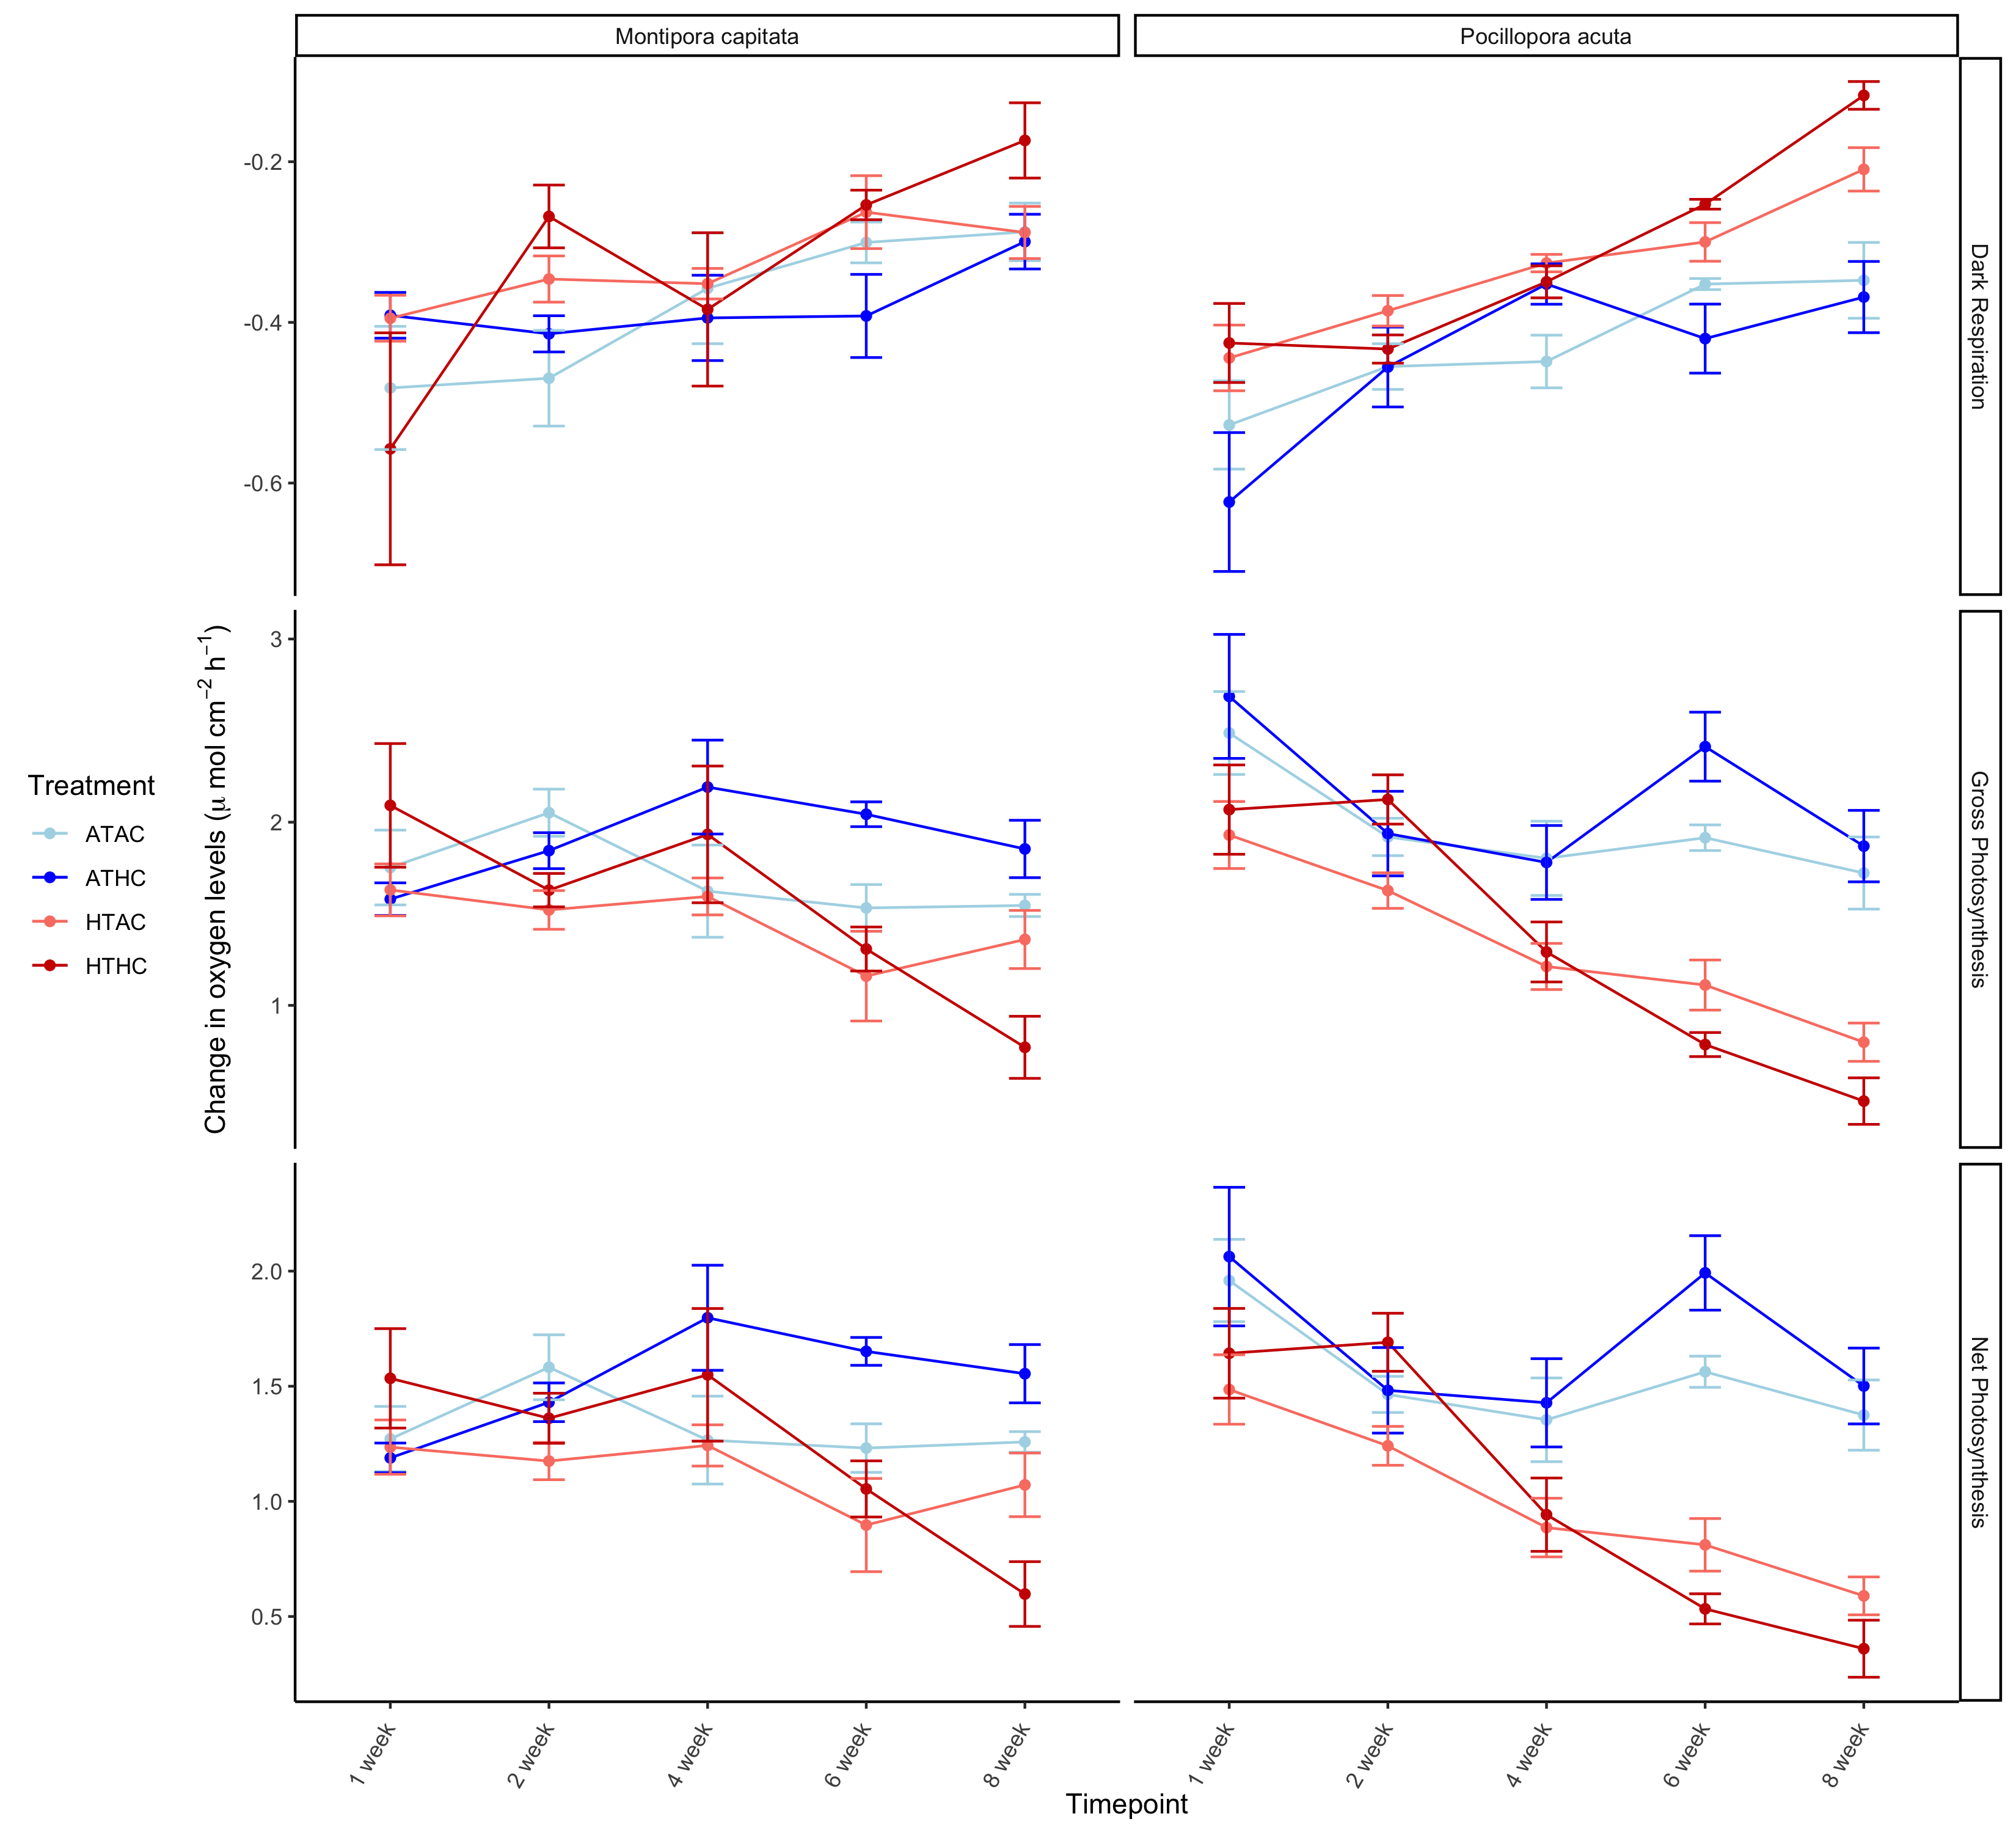 Montipora capitata
Pocillopora acuta
-0.2
-0.4
-0.6
Dark Respiration
3
2
1
Gross Photosynthesis
2.0
1.5
1.0
0.5
Net Photosynthesis
Change in oxygen levels (μ mol cm⁻² h⁻¹)
Treatment
ATAC
ATHC
HTAC
HTHC
1 week
2 week
4 week
6 week
8 week
1 week
2 week
4 week
6 week
8 week
Timepoint